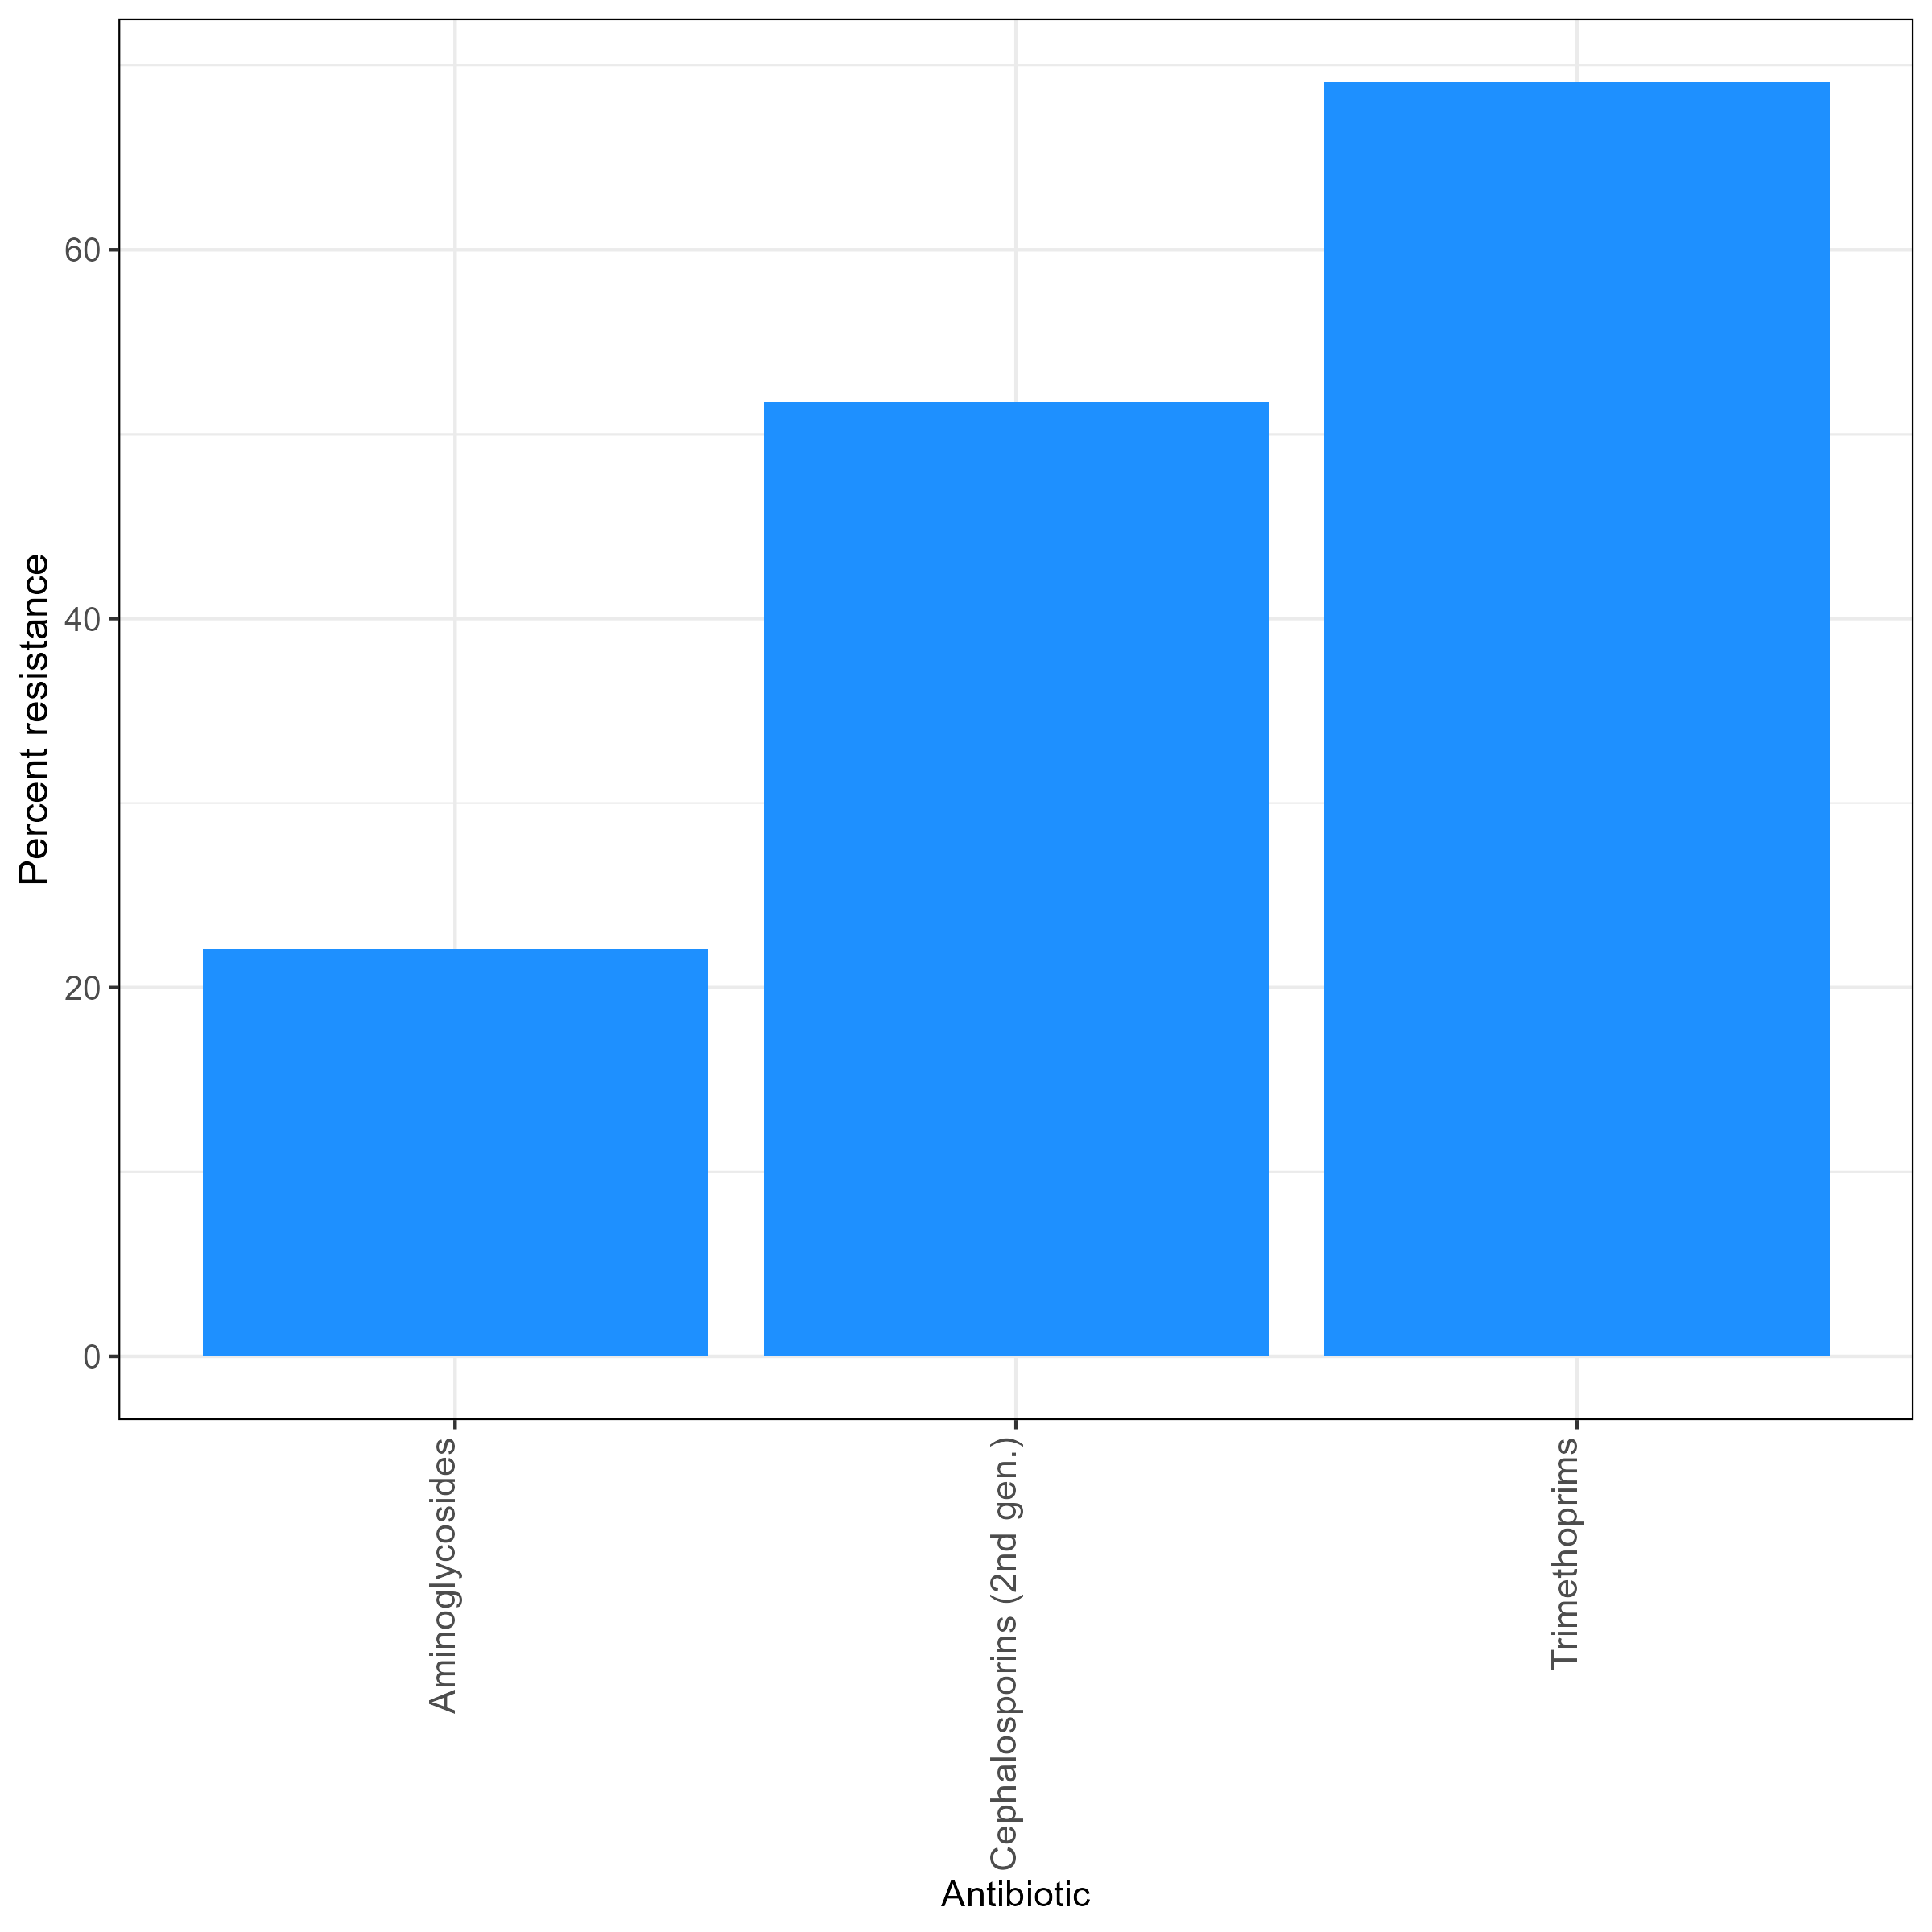 Percent resistance
60
40
20
0
Aminoglycosides
Cephalosporins (2nd gen.)
Trimethoprims
Antibiotic